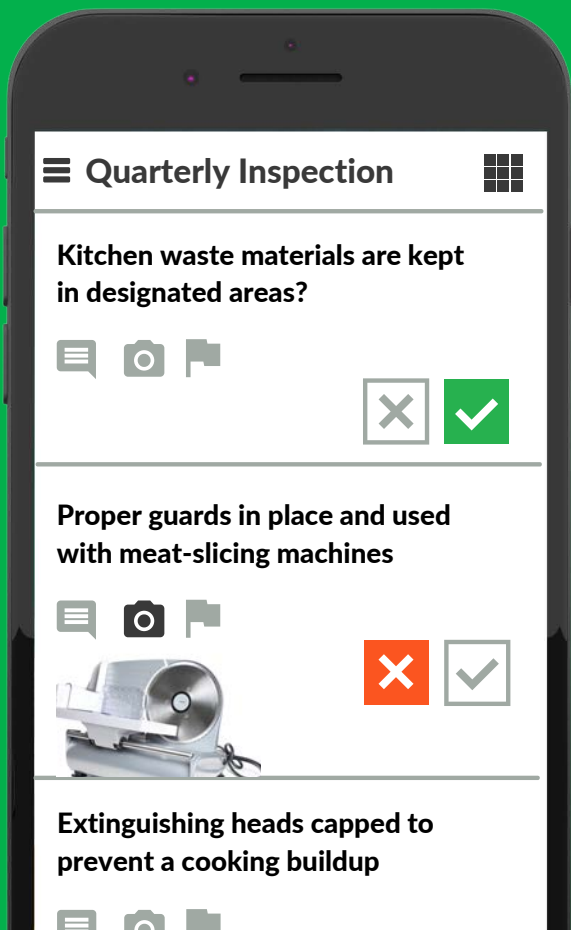 Quarterly Inspection
Kitchen waste materials are kept
in designated areas?
Proper guards in place and used
with meat-slicing machines
Extinguishing heads capped to
prevent a cooking buildup